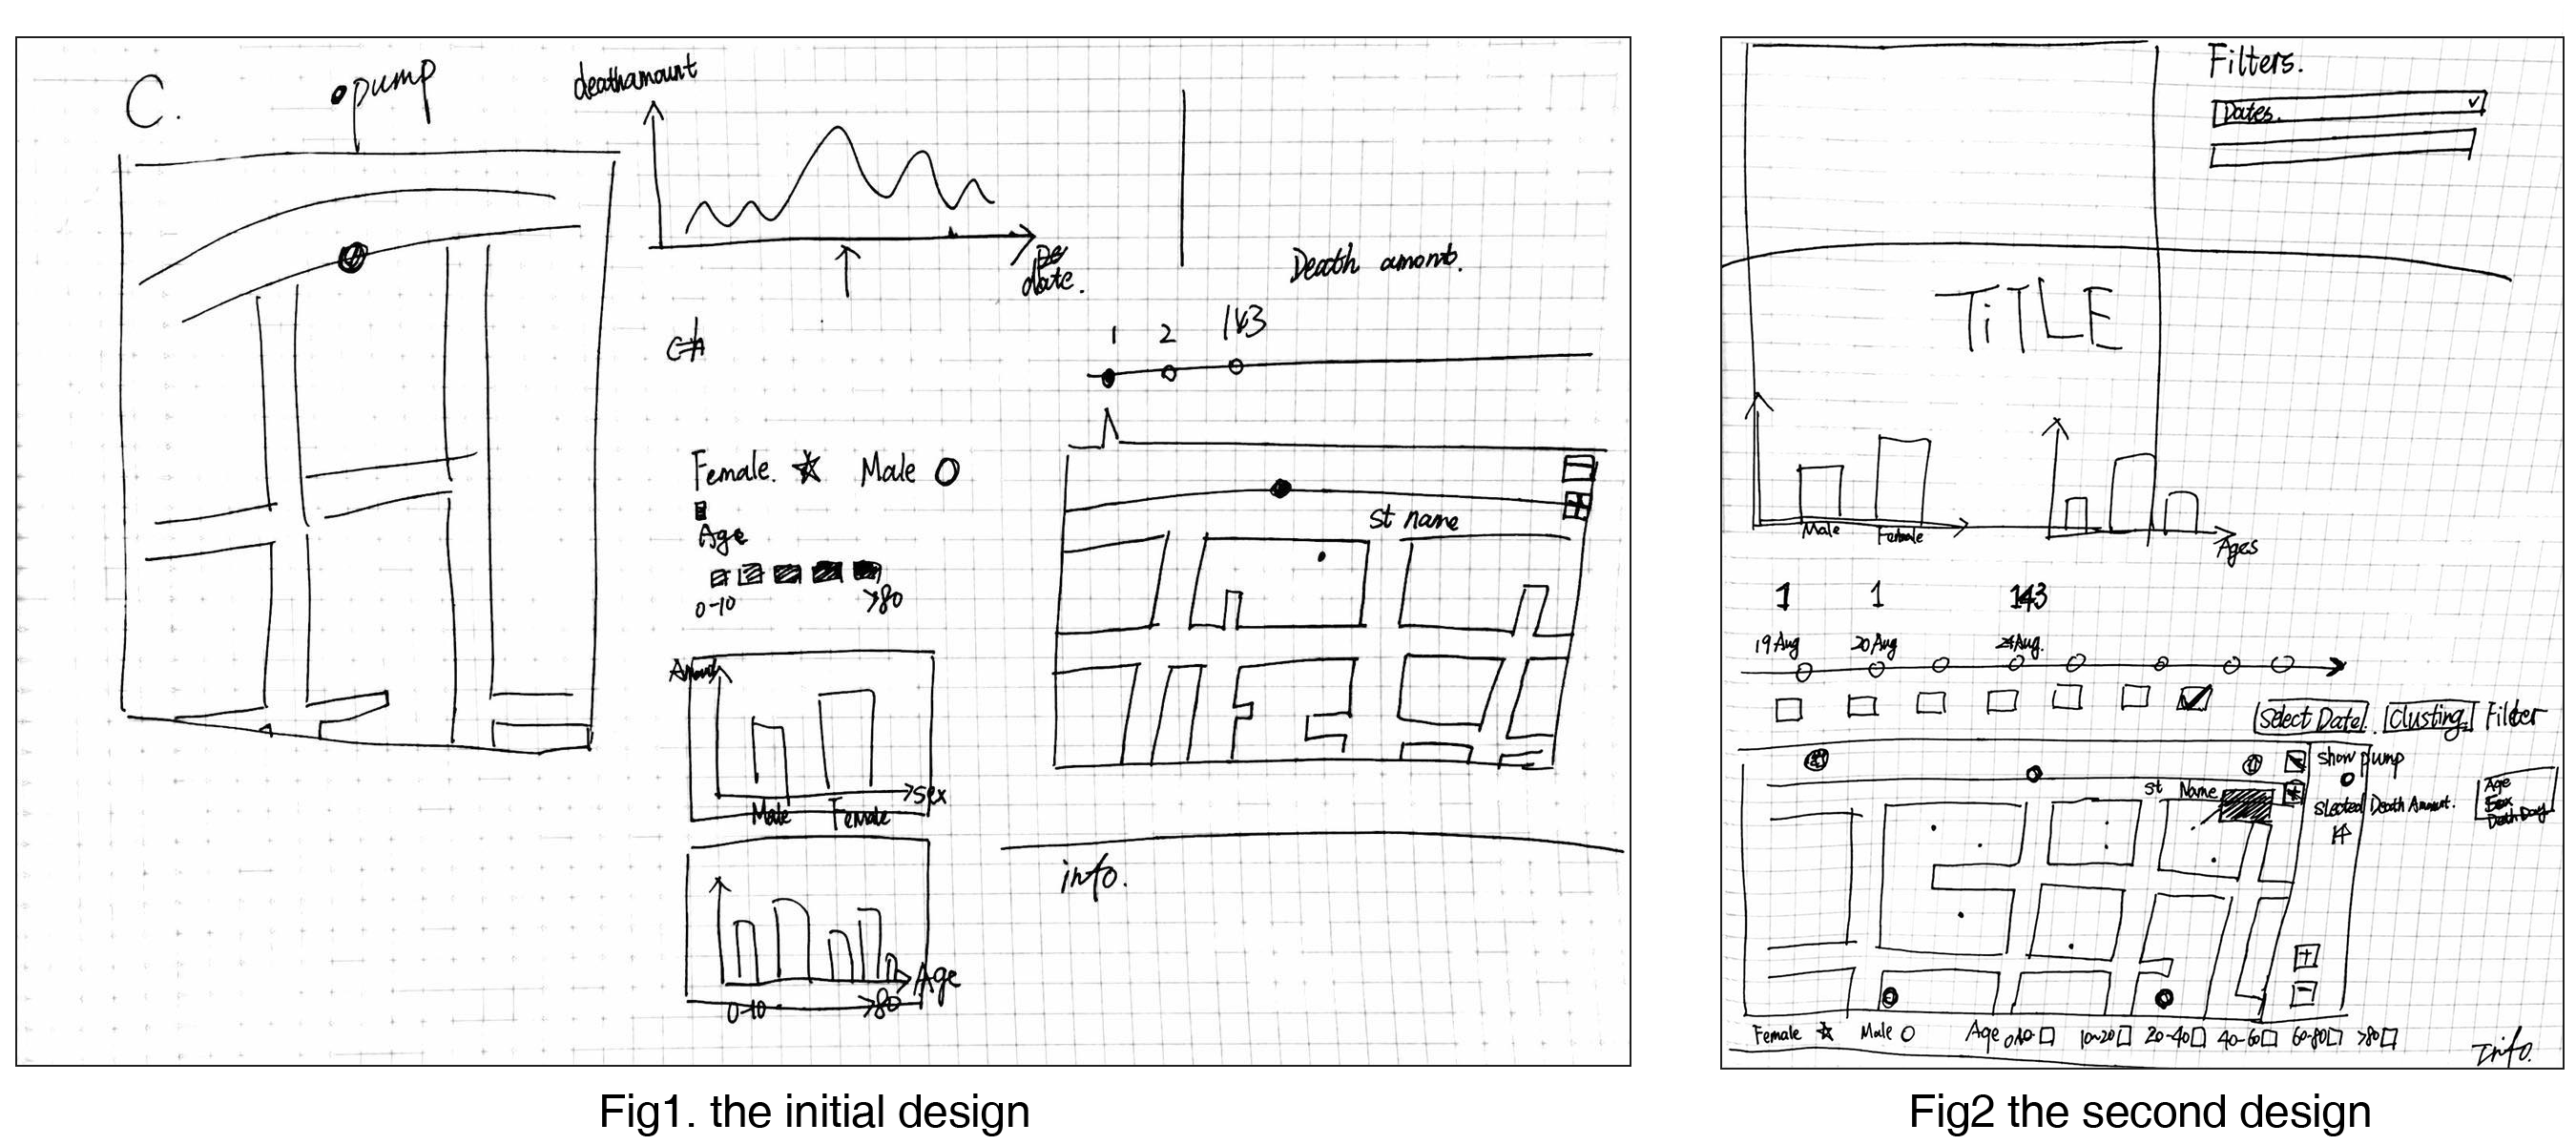 C.
pump
deathamount
date.
Death amont.
1 2 143
Female. Male
Age
0-10 >80
St name
Male Female
sex
info.
Age
0-10 >80
Fig1. the initial design
Filters.
Dates.
TiTLE
Male Female
Ages
1 1 143
19 Aug 20 Aug 24 Aug.
Select Date Clusting Filter
show pump
st Name
Slected Death Amount.
Age
Sex
Death Day
Female Male Age 0-10 10-20 20-40 40-60 60-80 >80
Info.
Fig2 the second design